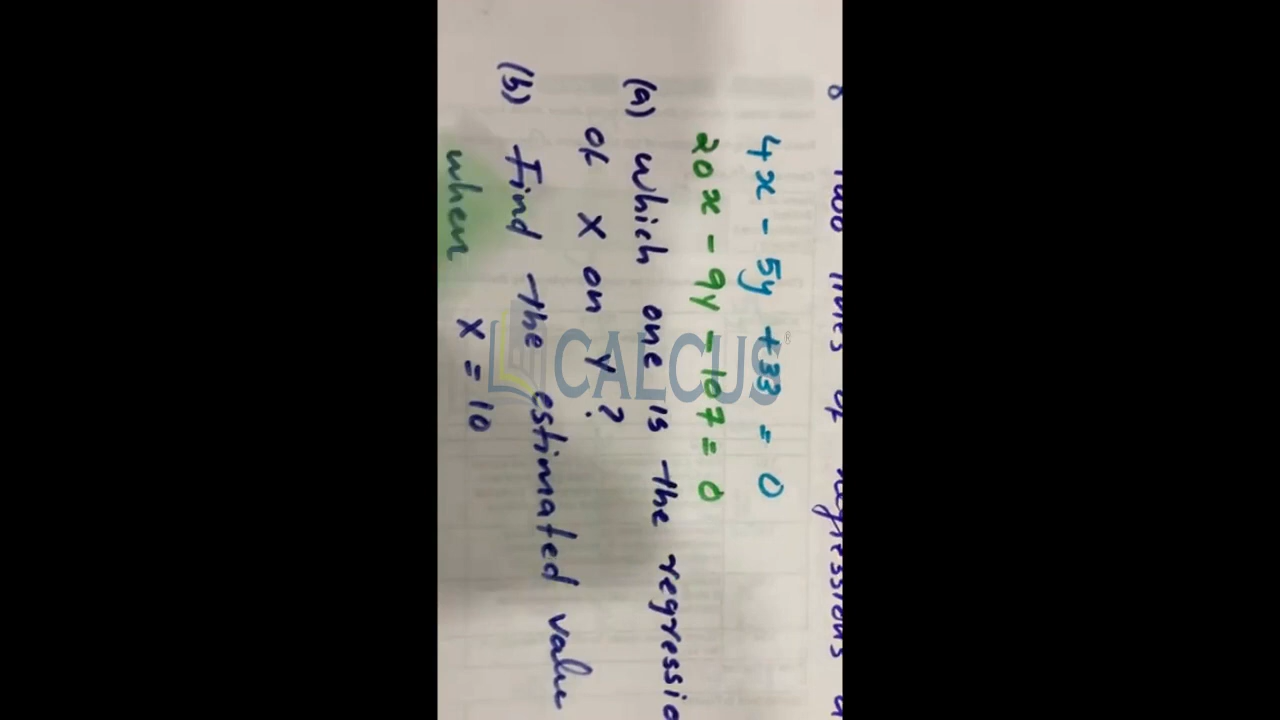 two lines of regressions
4x - 5y + 33 = 0
20x - 9y - 107 = 0
(a) which one is the
of x on y?
(b) Find the estimated value
when x = 10
CALCUS®